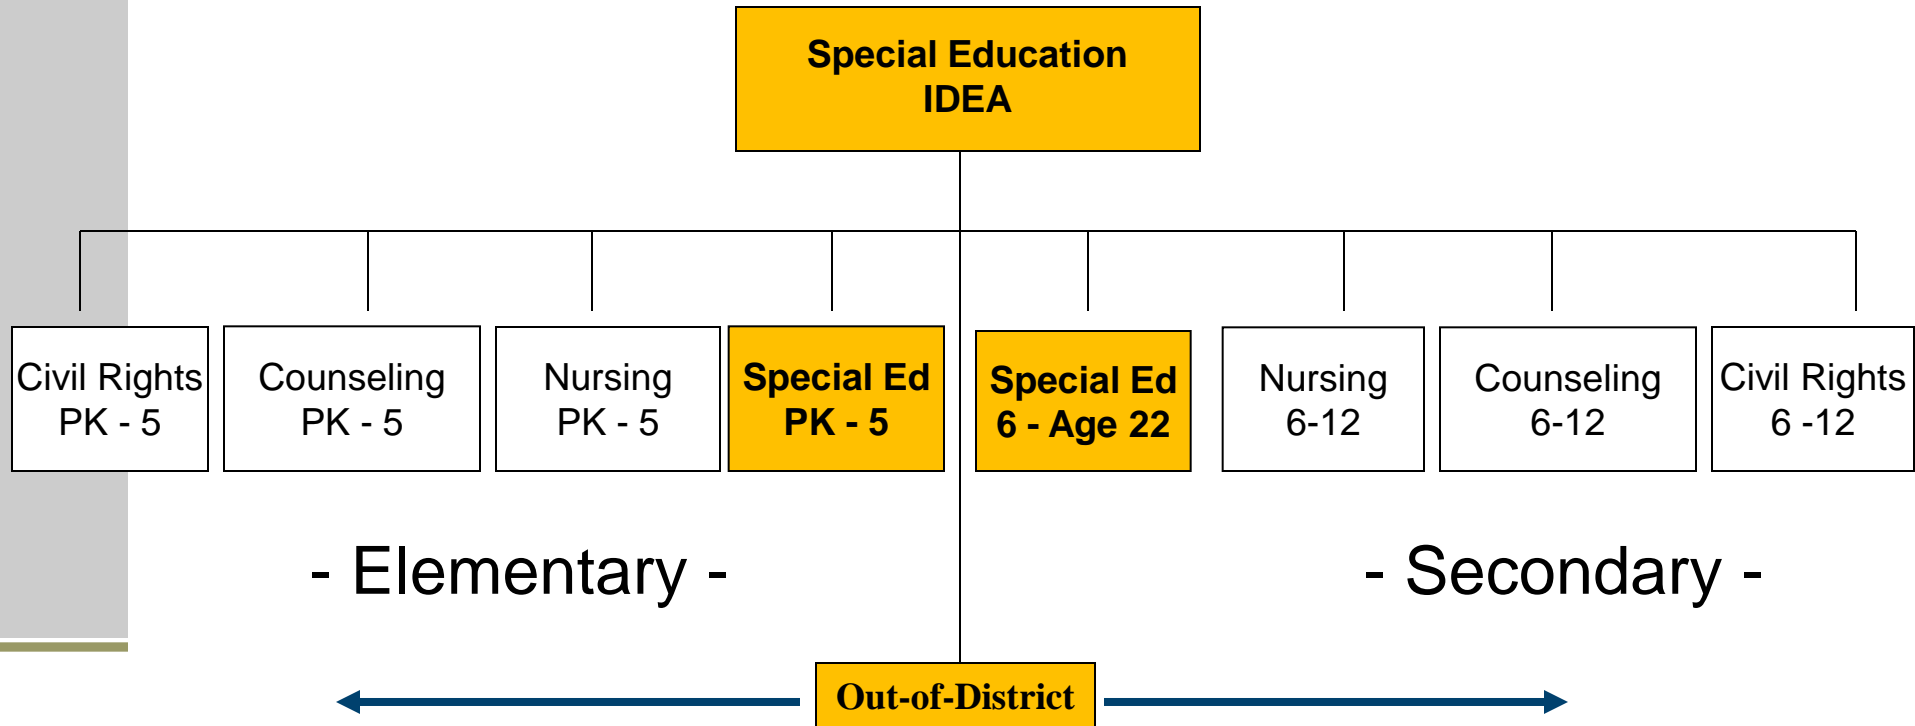 Special Education
IDEA
Civil Rights
PK - 5
Counseling
PK - 5
Nursing
PK - 5
Special Ed
PK - 5
Special Ed
6 - Age 22
Nursing
6-12
Counseling
6-12
Civil Rights
6 -12
- Elementary -
- Secondary -
Out-of-District